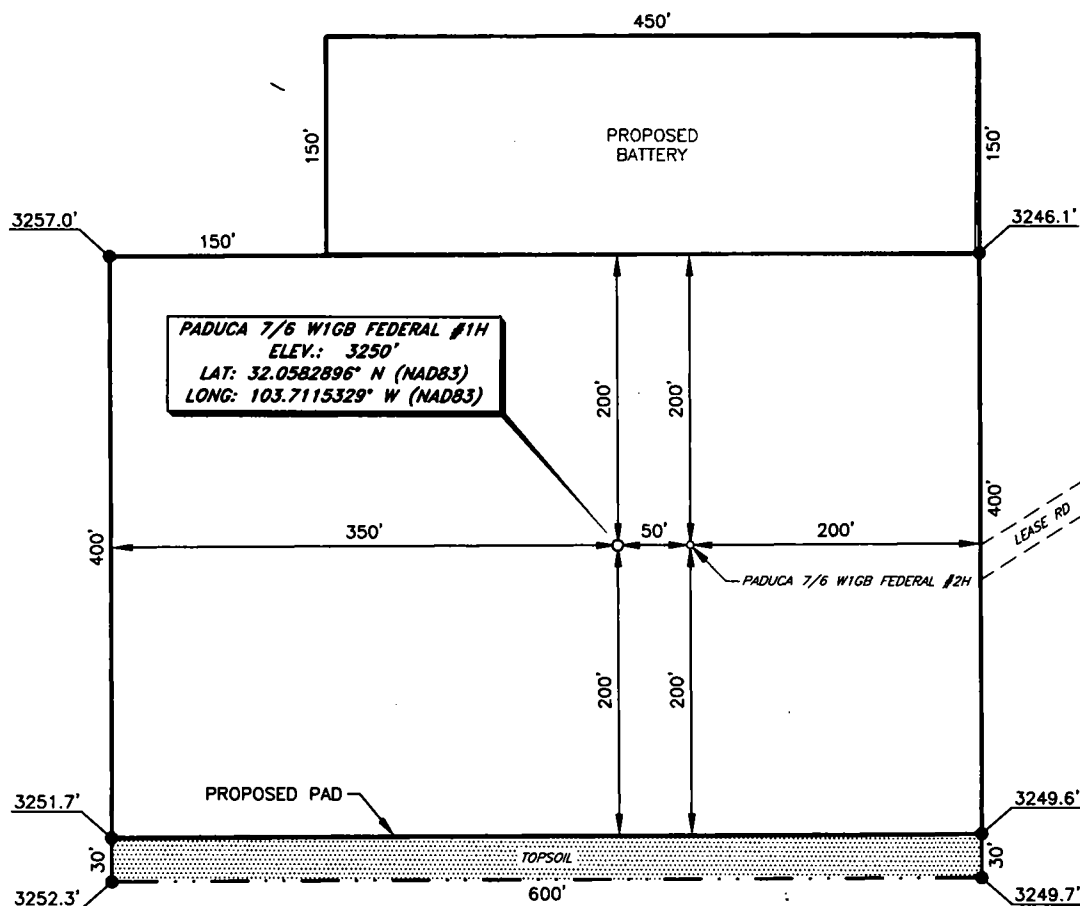 450'
150'
PROPOSED
BATTERY
150'
3257.0'
150'
3246.1'
PADUCA 7/6 W1GB FEDERAL #1H
ELEV.: 3250'
LAT: 32.0582896° N (NAD83)
LONG: 103.7115329° W (NAD83)
200'
200'
400'
350'
50'
200'
400'
LEASE RD
PADUCA 7/6 W1GB FEDERAL #2H
200'
200'
3251.7'
PROPOSED PAD
3249.6'
30'
TOPSOIL
30'
3252.3'
600'
3249.7'